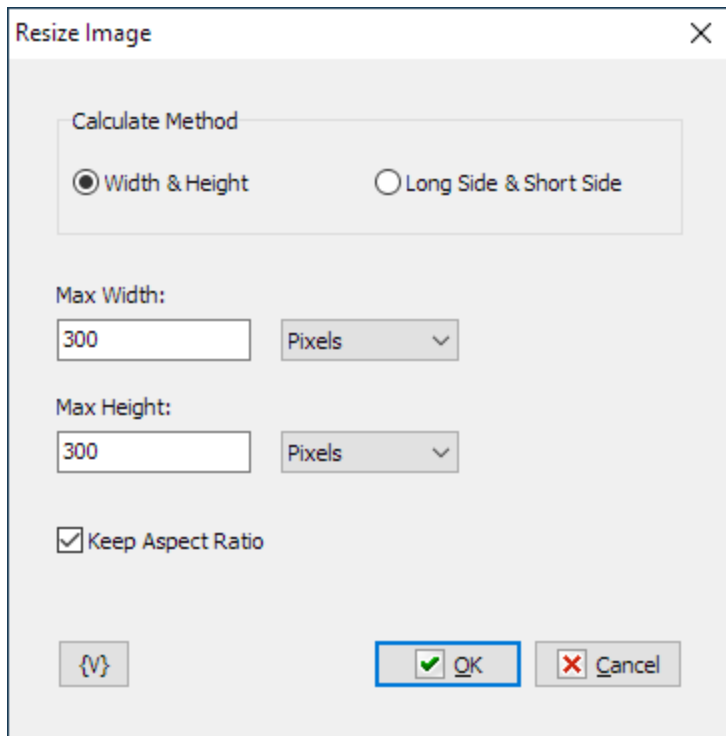 Resize Image
Calculate Method
Width & Height
Long Side & Short Side
Max Width:
300
Pixels
Max Height:
300
Pixels
Keep Aspect Ratio
{V}
OK
Cancel